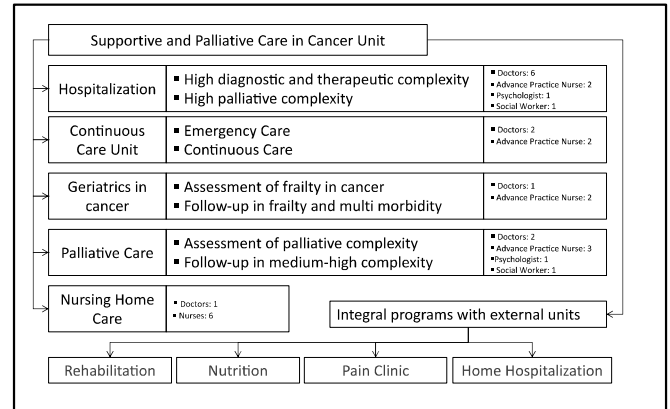 Supportive and Palliative Care in Cancer Unit
Hospitalization
▪ High diagnostic and therapeutic complexity
▪ High palliative complexity
▪ Doctors: 6
▪ Advance Practice Nurse: 2
▪ Psychologist: 1
▪ Social Worker: 1
Continuous
Care Unit
▪ Emergency Care
▪ Continuous Care
▪ Doctors: 2
▪ Advance Practice Nurse: 2
Geriatrics in
cancer
▪ Assessment of frailty in cancer
▪ Follow-up in frailty and multi morbidity
▪ Doctors: 1
▪ Advance Practice Nurse: 2
Palliative Care
▪ Assessment of palliative complexity
▪ Follow-up in medium-high complexity
▪ Doctors: 2
▪ Advance Practice Nurse: 3
▪Psychologist: 1
▪ Social Worker: 1
Nursing Home
Care
▪ Doctors: 1
▪ Nurses: 6
Integral programs with external units
Rehabilitation
Nutrition
Pain Clinic
Home Hospitalization